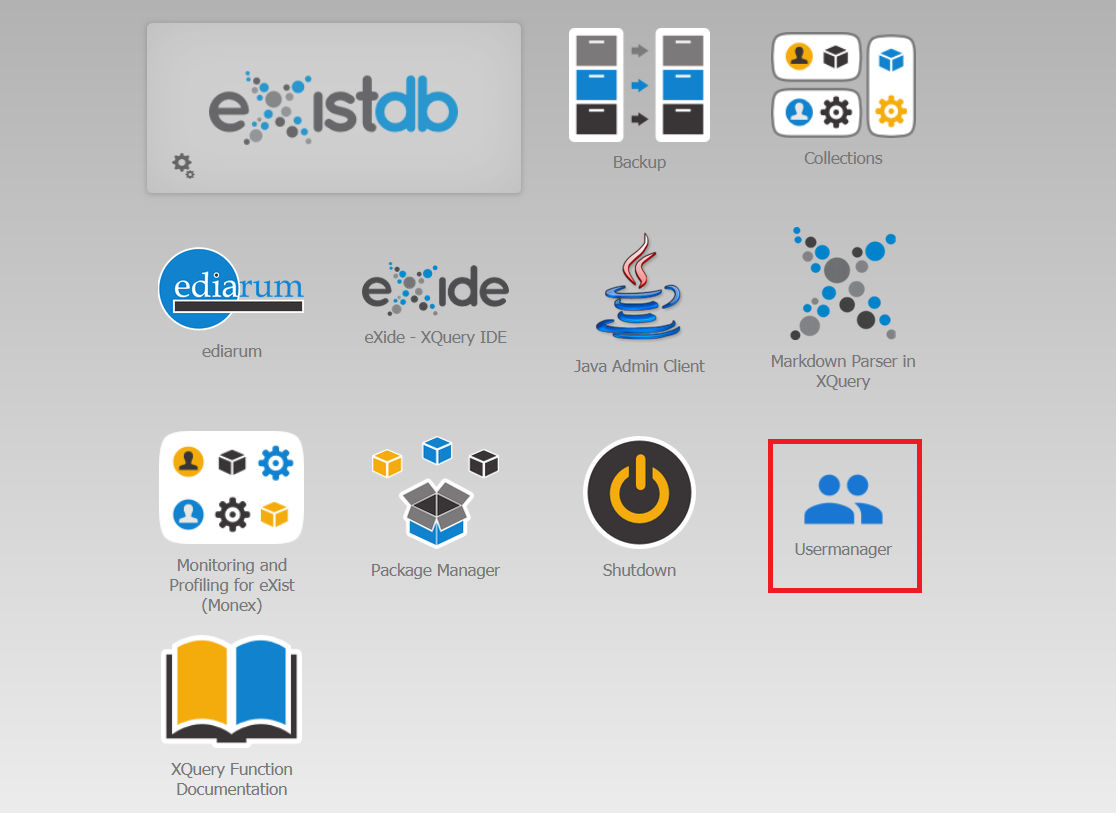 eXistdb
Backup
Collections
ediarum
ediarum
eXide
eXide - XQuery IDE
Java Admin Client
Markdown Parser in
XQuery
Monitoring and
Profiling for eXist
(Monex)
Package Manager
Shutdown
Usermanager
XQuery Function
Documentation